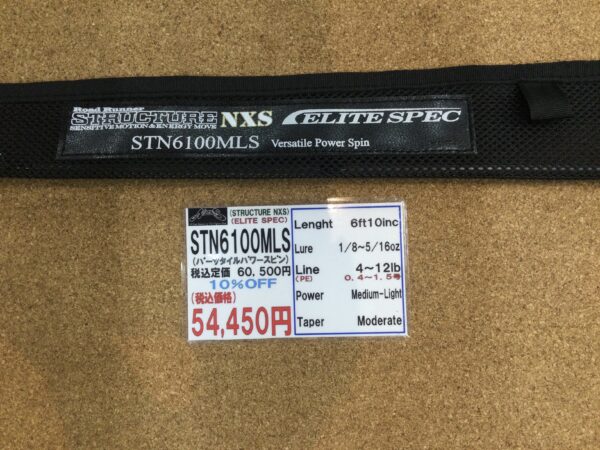 Road Runner
STRUCTURE NXS ELITE SPEC
SENSITIVE MOTION & ENERGY MOVE
STN6100MLS Versatile Power Spin
(STRUCTURE NXS)
(ELITE SPEC)
STN6100MLS
(バーッタイルパワースピン)
税込定価 60,500円
10%OFF
(税込価格)
54,450円
Lenght 6ft10inc
Lure 1/8~5/16oz
Line 4~12lb
(PE) 0.4~1.5号
Power Medium-Light
Taper Moderate